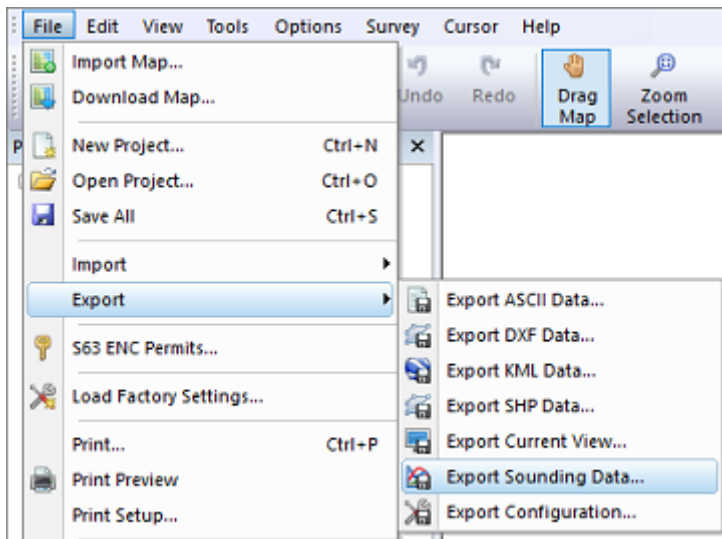 File Edit View Tools Options Survey Cursor Help
Import Map...
Download Map...
Undo Redo Drag Map Zoom Selection
P
New Project... Ctrl+N
Open Project... Ctrl+O
Save All Ctrl+S
Import
Export
S63 ENC Permits...
Load Factory Settings...
Print... Ctrl+P
Print Preview
Print Setup...
Export ASCII Data...
Export DXF Data...
Export KML Data...
Export SHP Data...
Export Current View...
Export Sounding Data...
Export Configuration...